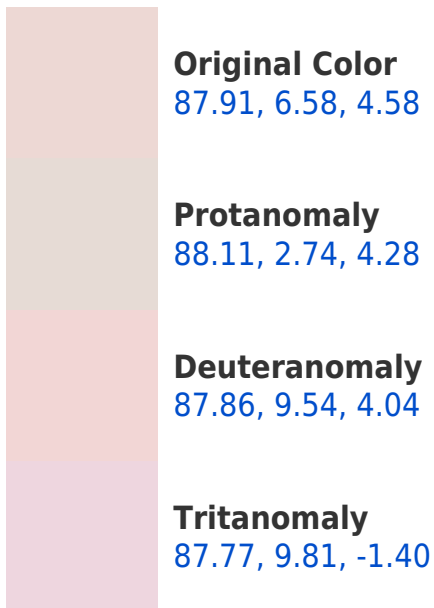 Original Color
87.91, 6.58, 4.58
Protanomaly
88.11, 2.74, 4.28
Deuteranomaly
87.86, 9.54, 4.04
Tritanomaly
87.77, 9.81, -1.40